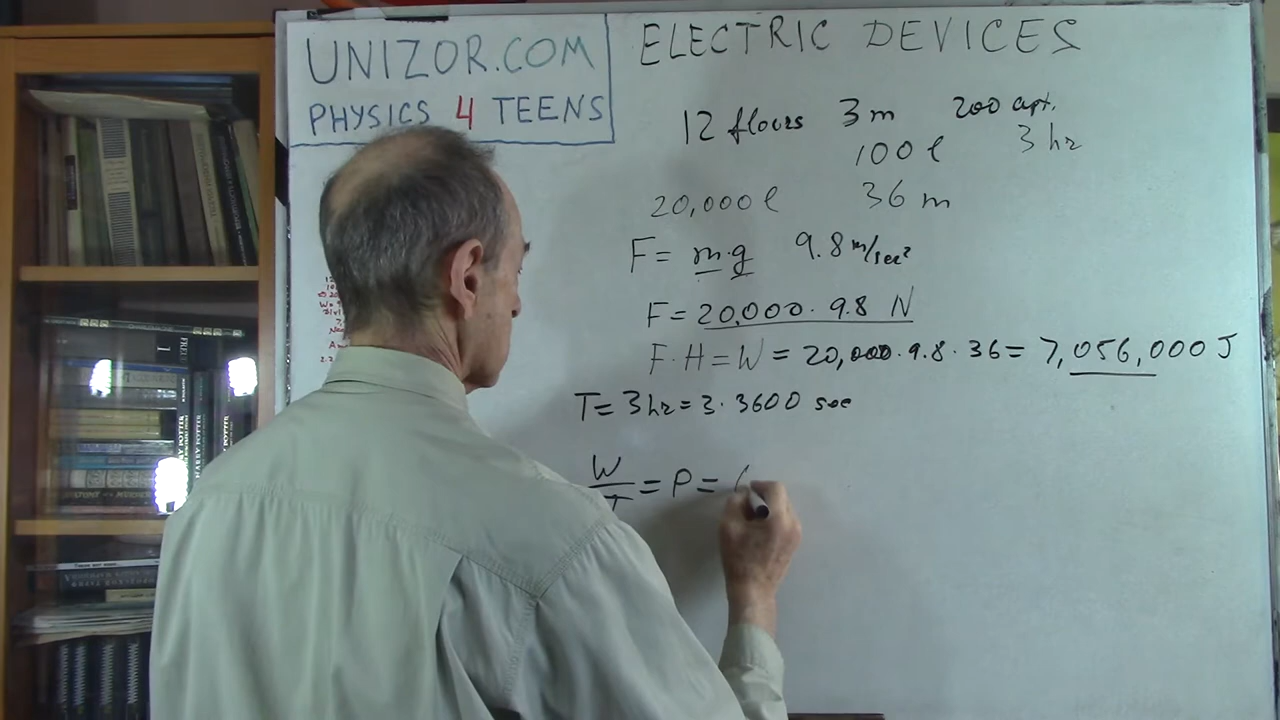 UNIZOR.COM
PHYSICS 4 TEENS
ELECTRIC DEVICES
12 floors 3 m 200 apt.
100 l 3 hr
20,000 l 36 m
F = m·g 9.8 m/sec²
F = 20,000 · 9.8 N
F·H = W = 20,000 · 9.8 · 36 = 7,056,000 J
T = 3 hr = 3 · 3600 sec
W/T = P =
HARRY POTTER